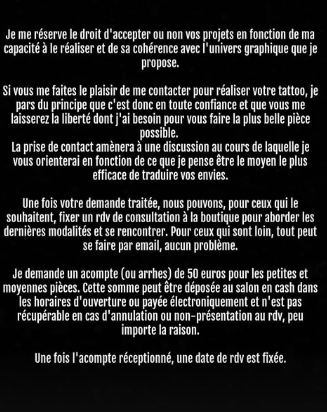 Je me réserve le droit d'accepter ou non vos projets en fonction de ma
capacité à le réaliser et de sa cohérence avec l'univers graphique que je
propose.
Si vous me faites le plaisir de me contacter pour réaliser votre tattoo, je
pars du principe que c'est donc en toute confiance et que vous me
laisserez la liberté dont j'ai besoin pour vous faire la plus belle pièce
possible.
La prise de contact amènera à une discussion au cours de laquelle je
vous orienterai en fonction de ce que je pense être le moyen le plus
efficace de traduire vos envies.
Une fois votre demande traitée, nous pouvons, pour ceux qui le
souhaitent, fixer un rdv de consultation à la boutique pour aborder les
dernières modalités et se rencontrer. Pour ceux qui sont loin, tout peut
se faire par email, aucun problème.
Je demande un acompte (ou arrhes) de 50 euros pour les petites et
moyennes pièces. Cette somme peut être déposée au salon en cash dans
les horaires d'ouverture ou payée électroniquement et n'est pas
récupérable en cas d'annulation ou non-présentation au rdv, peu
importe la raison.
Une fois l'acompte réceptionné, une date de rdv est fixée.